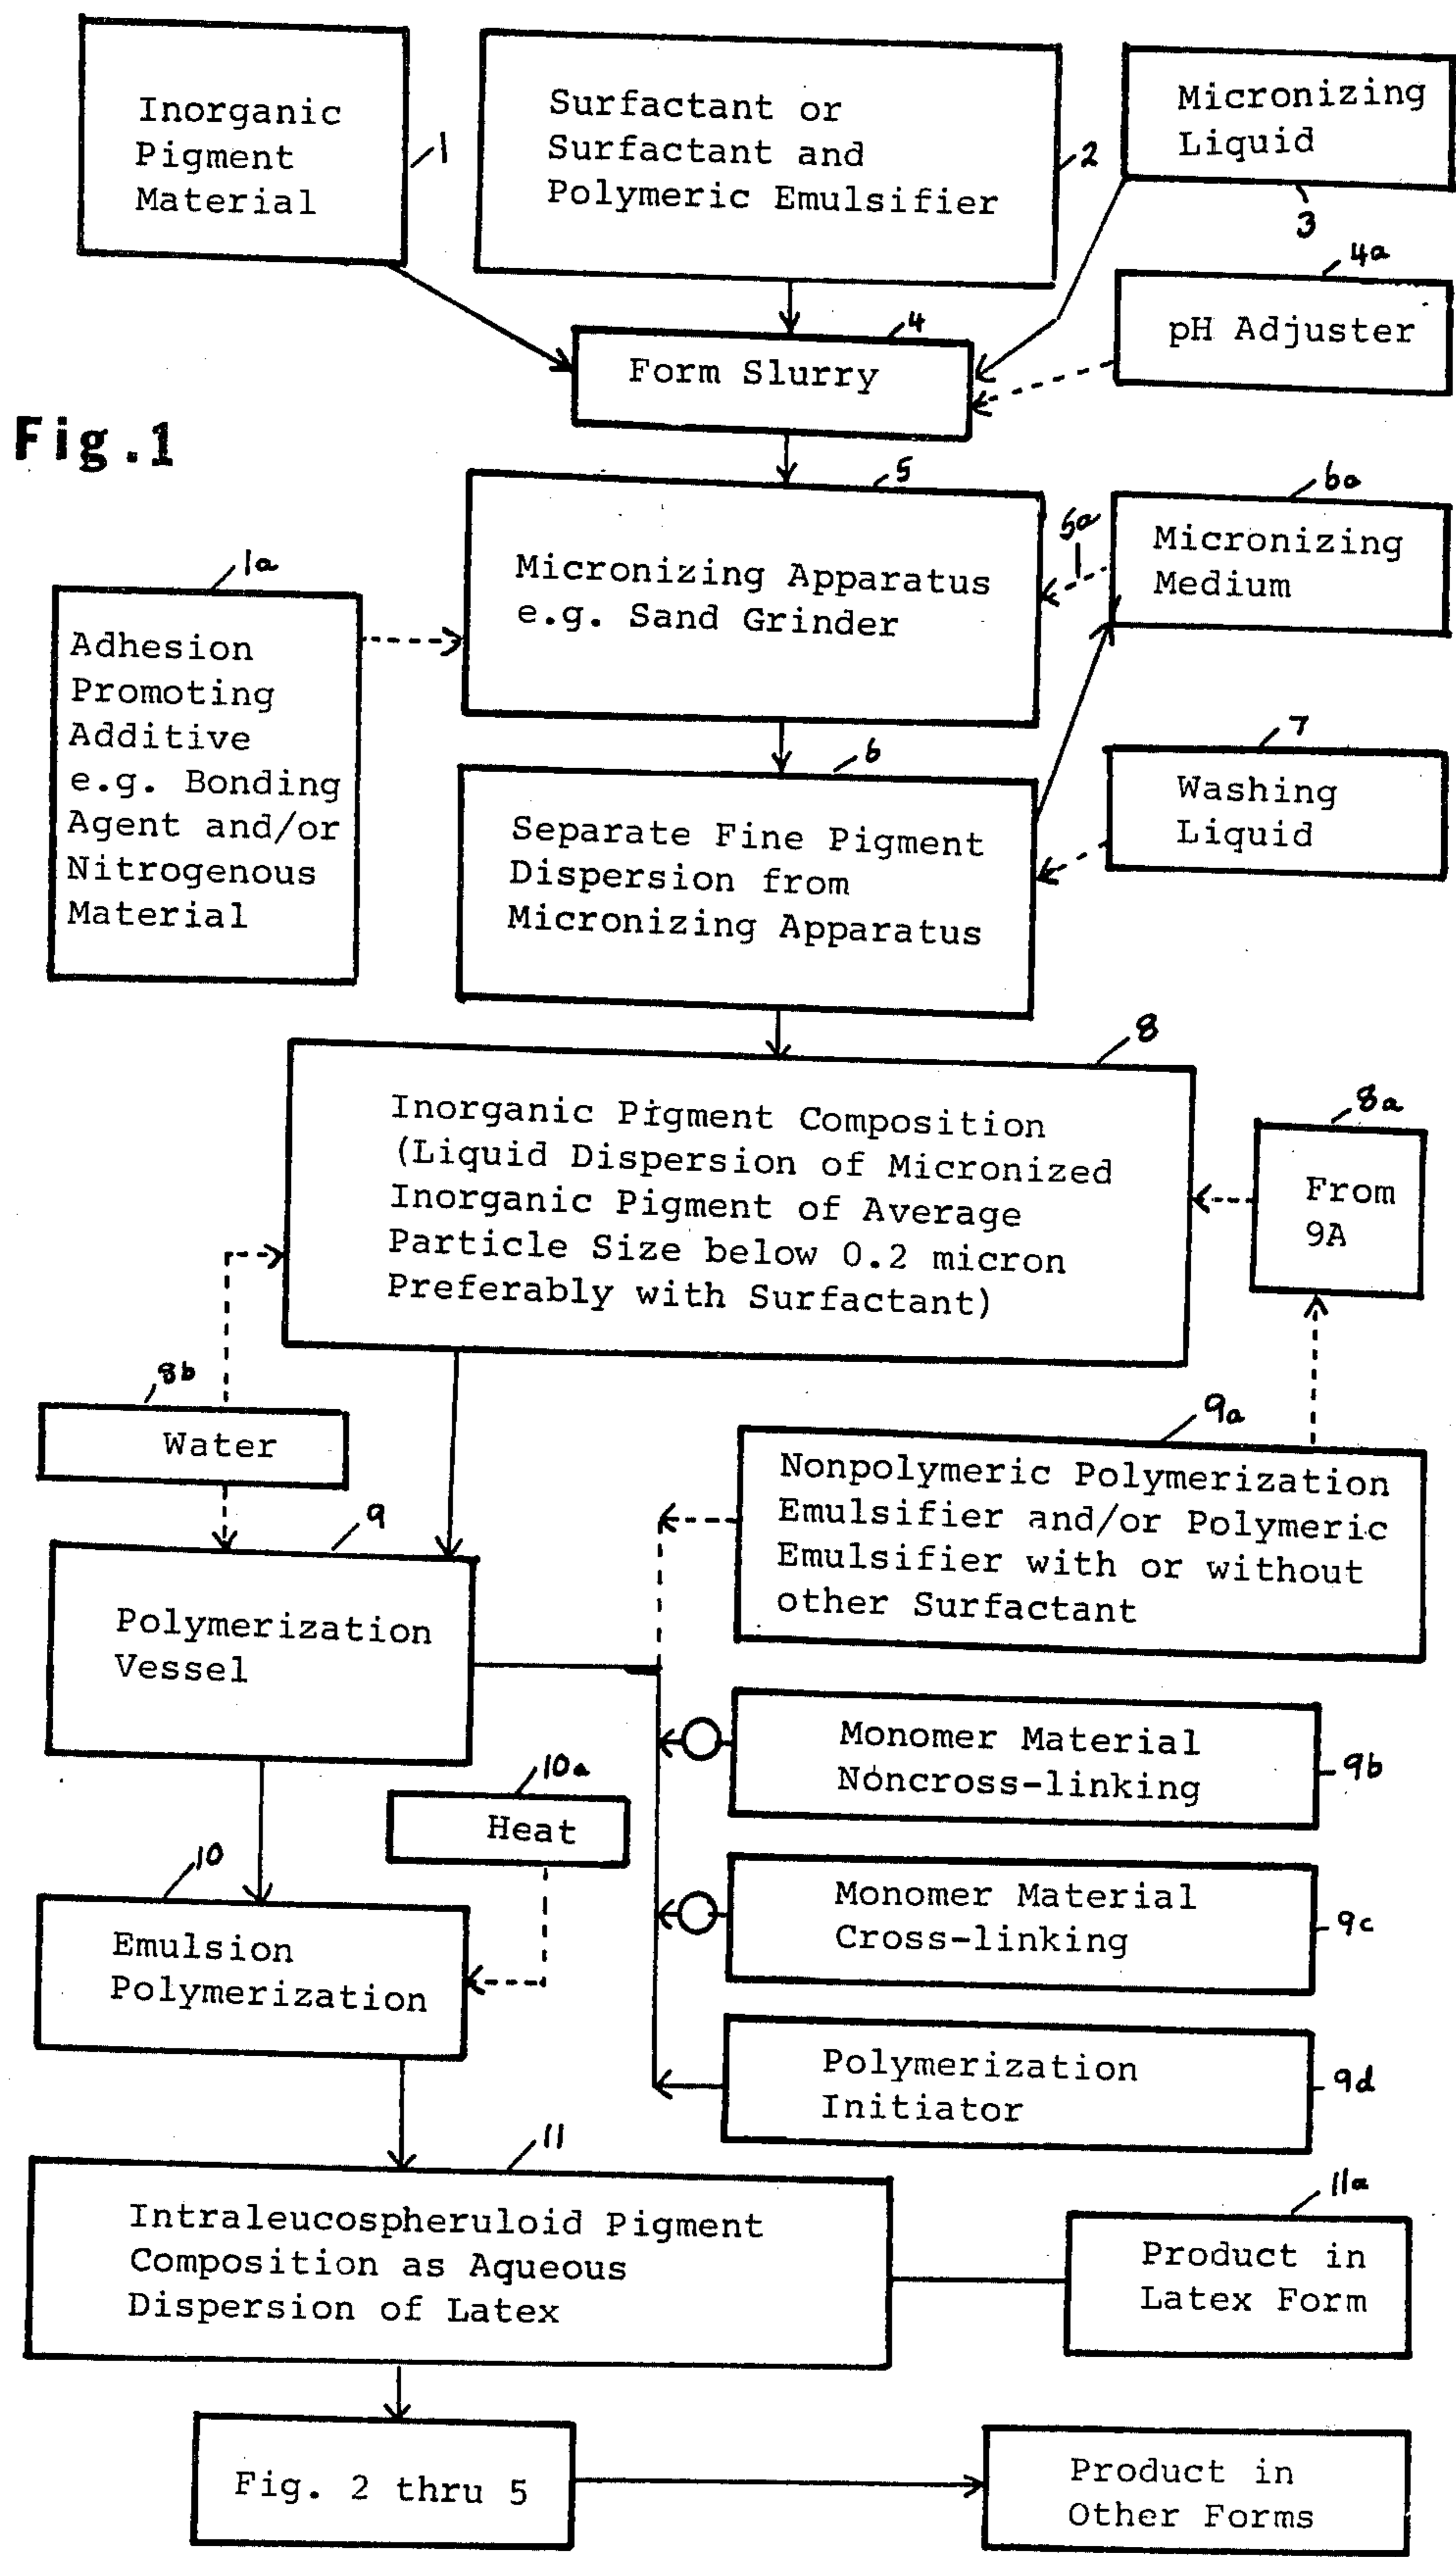 Inorganic
Pigment
Material
1
Surfactant or
Surfactant and
Polymeric Emulsifier
2
Micronizing
Liquid
3
4a
pH Adjuster
4
Form Slurry
Fig.1
5
Micronizing Apparatus
e.g. Sand Grinder
5a
6a
Micronizing
Medium
1a
Adhesion
Promoting
Additive
e.g. Bonding
Agent and/or
Nitrogenous
Material
6
Separate Fine Pigment
Dispersion from
Micronizing Apparatus
7
Washing
Liquid
8
Inorganic Pigment Composition
(Liquid Dispersion of Micronized
Inorganic Pigment of Average
Particle Size below 0.2 micron
Preferably with Surfactant)
8a
From
9A
8b
Water
9
Polymerization
Vessel
9a
Nonpolymeric Polymerization
Emulsifier and/or Polymeric
Emulsifier with or without
other Surfactant
Monomer Material
Noncross-linking
9b
10a
Heat
Monomer Material
Cross-linking
9c
10
Emulsion
Polymerization
Polymerization
Initiator
9d
11
Intraleucospheruloid Pigment
Composition as Aqueous
Dispersion of Latex
11a
Product in
Latex Form
Fig. 2 thru 5
Product in
Other Forms